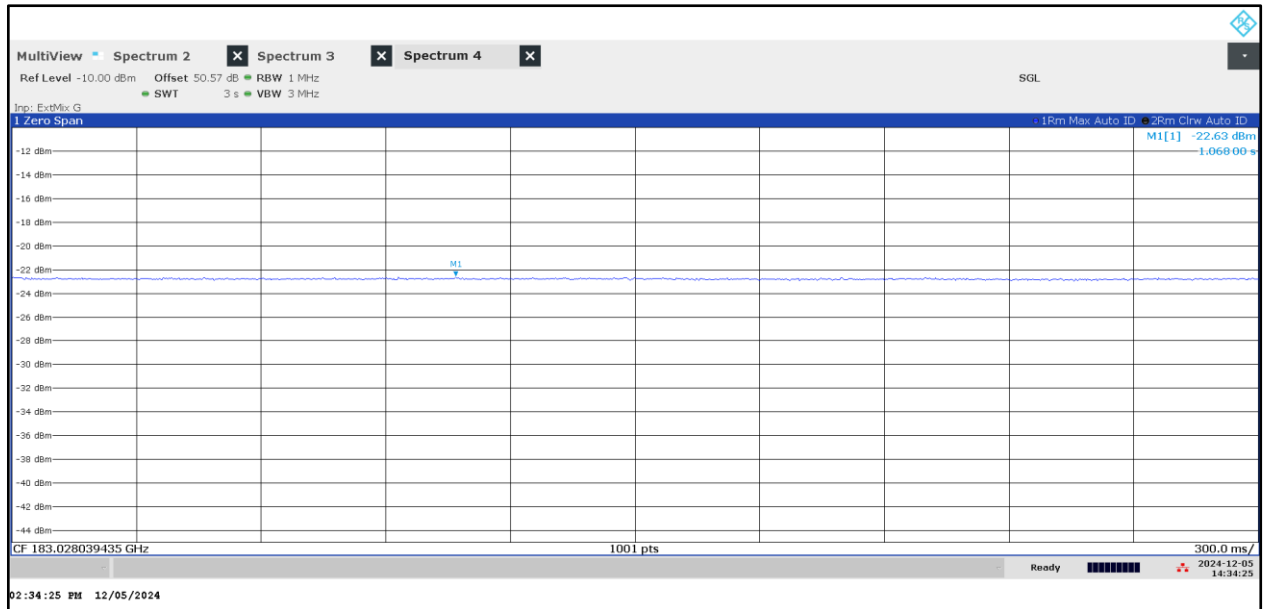 R&S
MultiView Spectrum 2 X Spectrum 3 X Spectrum 4 X
Ref Level -10.00 dBm Offset 50.57 dB RBW 1 MHz SGL
SWT 3 s VBW 3 MHz
Inp: ExtMix G
1 Zero Span 1Rm Max Auto ID 2Rm Clrw Auto ID
M1[1] -22.63 dBm
1.068 00 s
-12 dBm
-14 dBm
-16 dBm
-18 dBm
-20 dBm
M1
-22 dBm
-24 dBm
-26 dBm
-28 dBm
-30 dBm
-32 dBm
-34 dBm
-36 dBm
-38 dBm
-40 dBm
-42 dBm
-44 dBm
CF 183.028039435 GHz 1001 pts 300.0 ms/
Ready 2024-12-05
14:34:25
02:34:25 PM 12/05/2024